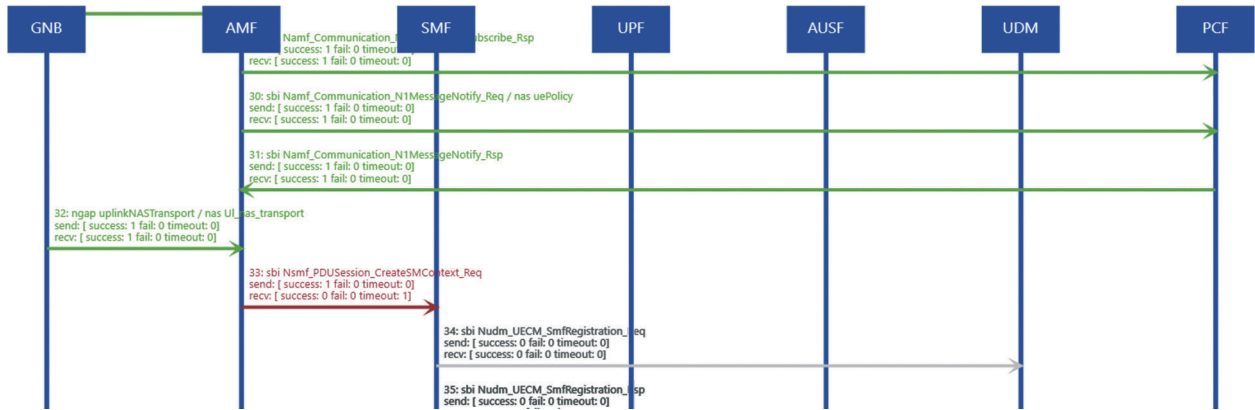 GNB
AMF
SMF
UPF
AUSF
UDM
PCF
Namf_Communication_ bscribe_Rsp
[ success: 1 fail: 0 timeou
recv: [ success: 1 fail: 0 timeout: 0]
30: sbi Namf_Communication_N1MessageNotify_Req / nas uePolicy
send: [ success: 1 fail: 0 timeout: 0]
recv: [ success: 1 fail: 0 timeout: 0]
31: sbi Namf_Communication_N1MessageNotify_Rsp
send: [ success: 1 fail: 0 timeout: 0]
recv: [ success: 1 fail: 0 timeout: 0]
32: ngap uplinkNASTransport / nas Ul_nas_transport
send: [ success: 1 fail: 0 timeout: 0]
recv: [ success: 1 fail: 0 timeout: 0]
33: sbi Nsmf_PDUSession_CreateSMContext_Req
send: [ success: 1 fail: 0 timeout: 0]
recv: [ success: 0 fail: 0 timeout: 1]
34: sbi Nudm_UECM_SmfRegistration_Req
send: [ success: 0 fail: 0 timeout: 0]
recv: [ success: 0 fail: 0 timeout: 0]
35: sbi Nudm_UECM_SmfRegistration_Rsp
send: [ success: 0 fail: 0 timeout: 0]